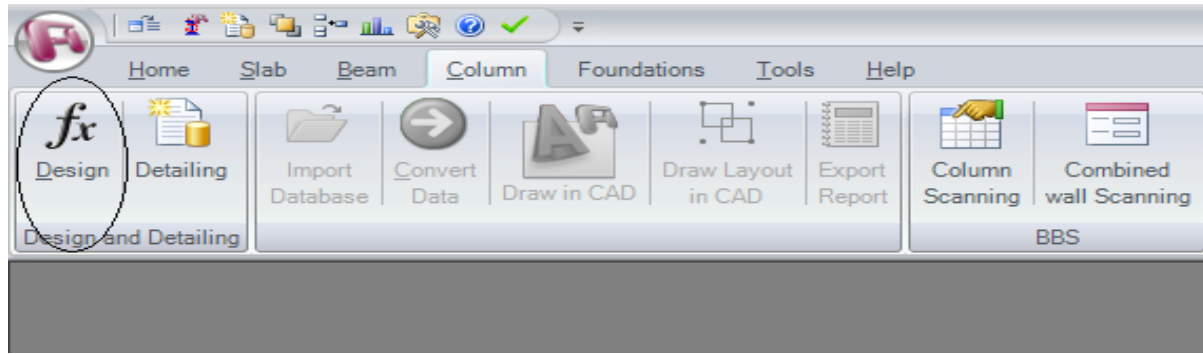 Home Slab Beam Column Foundations Tools Help
fx
Design Detailing Import Convert Draw in CAD Draw Layout Export Column Combined
Database Data in CAD Report Scanning wall Scanning
Design and Detailing BBS